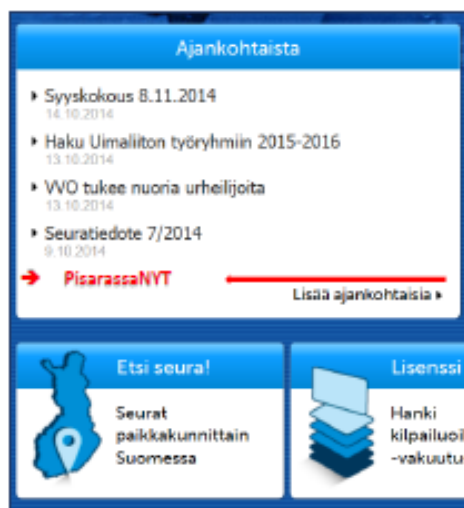 Ajankohtaista
Syyskokous 8.11.2014
14.10.2014
Haku Uimaliiton työryhmiin 2015-2016
13.10.2014
VVO tukee nuoria urheilijoita
13.10.2014
Seuratiedote 7/2014
9.10.2014
PisarassaNYT
Lisää ajankohtaisia
Etsi seura!
Seurat
paikkakunnittain
Suomessa
Lisenssi
Hanki
kilpailuoi
-vakuutu